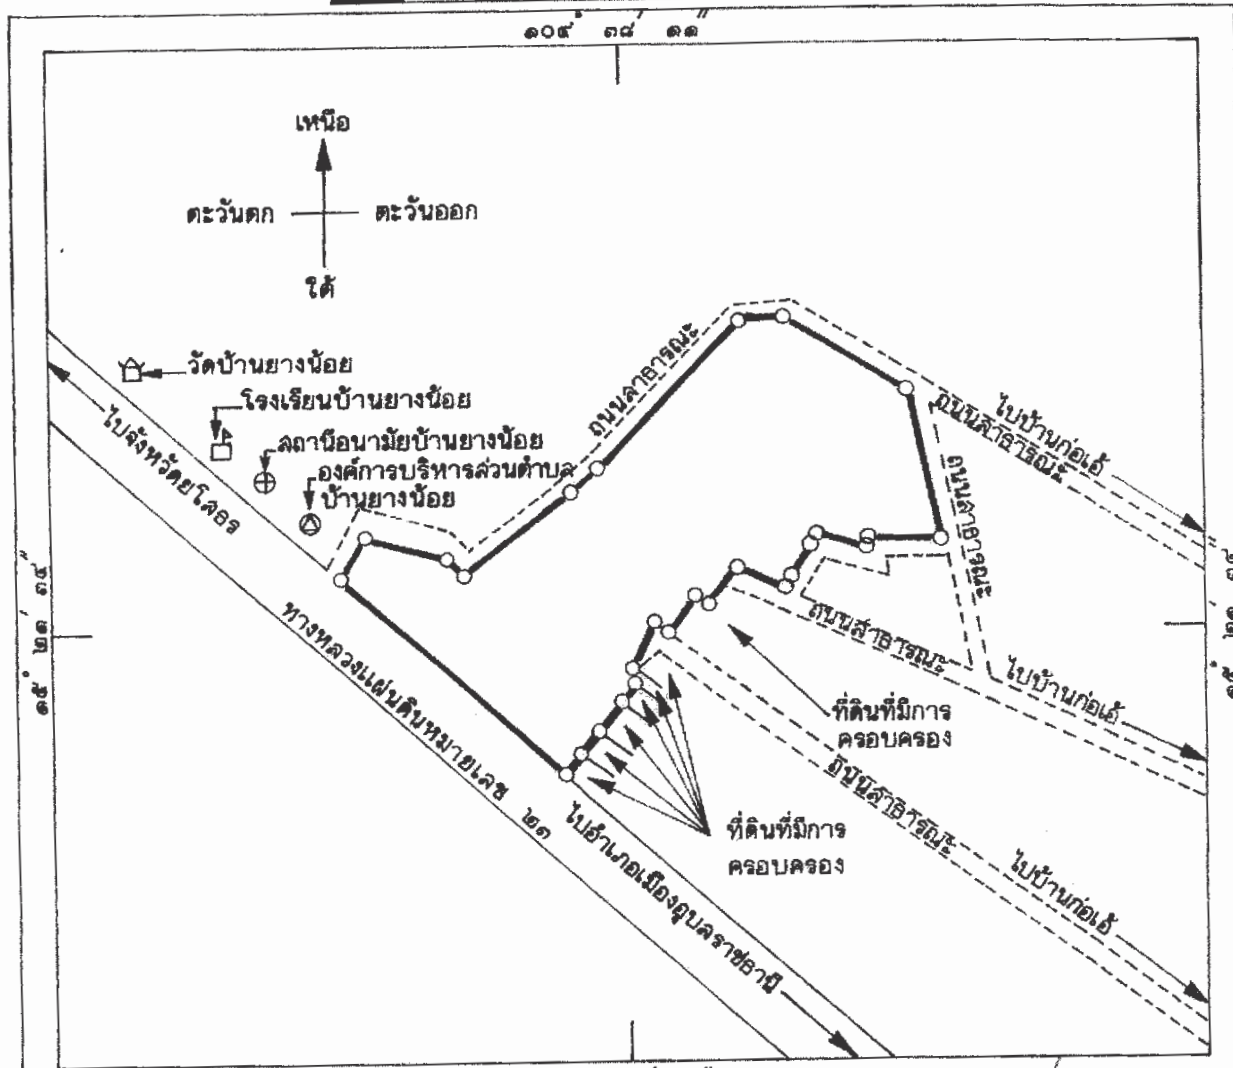 ๑๐๔° ๓๘′ ๑๑″
เหนือ
ตะวันตก
ตะวันออก
ใต้
วัดบ้านยางน้อย
โรงเรียนบ้านยางน้อย
สถานีอนามัยบ้านยางน้อย
องค์การบริหารส่วนตำบล
บ้านยางน้อย
ไปจังหวัดยโสธร
ถนนสาธารณะ
ไปบ้านก่อเอ้
ถนนสาธารณะ
ถนนสาธารณะ
ถนนสาธารณะ
ไปบ้านก่อเอ้
๑๕° ๒๑′ ๓๔″
๑๕° ๒๑′ ๓๔″
ทางหลวงแผ่นดินหมายเลข ๒๓
ที่ดินที่มีการ
ครอบครอง
ถนนสาธารณะ
ไปบ้านก่อเอ้
ที่ดินที่มีการ
ครอบครอง
ไปอำเภอเมืองอุบลราชธานี